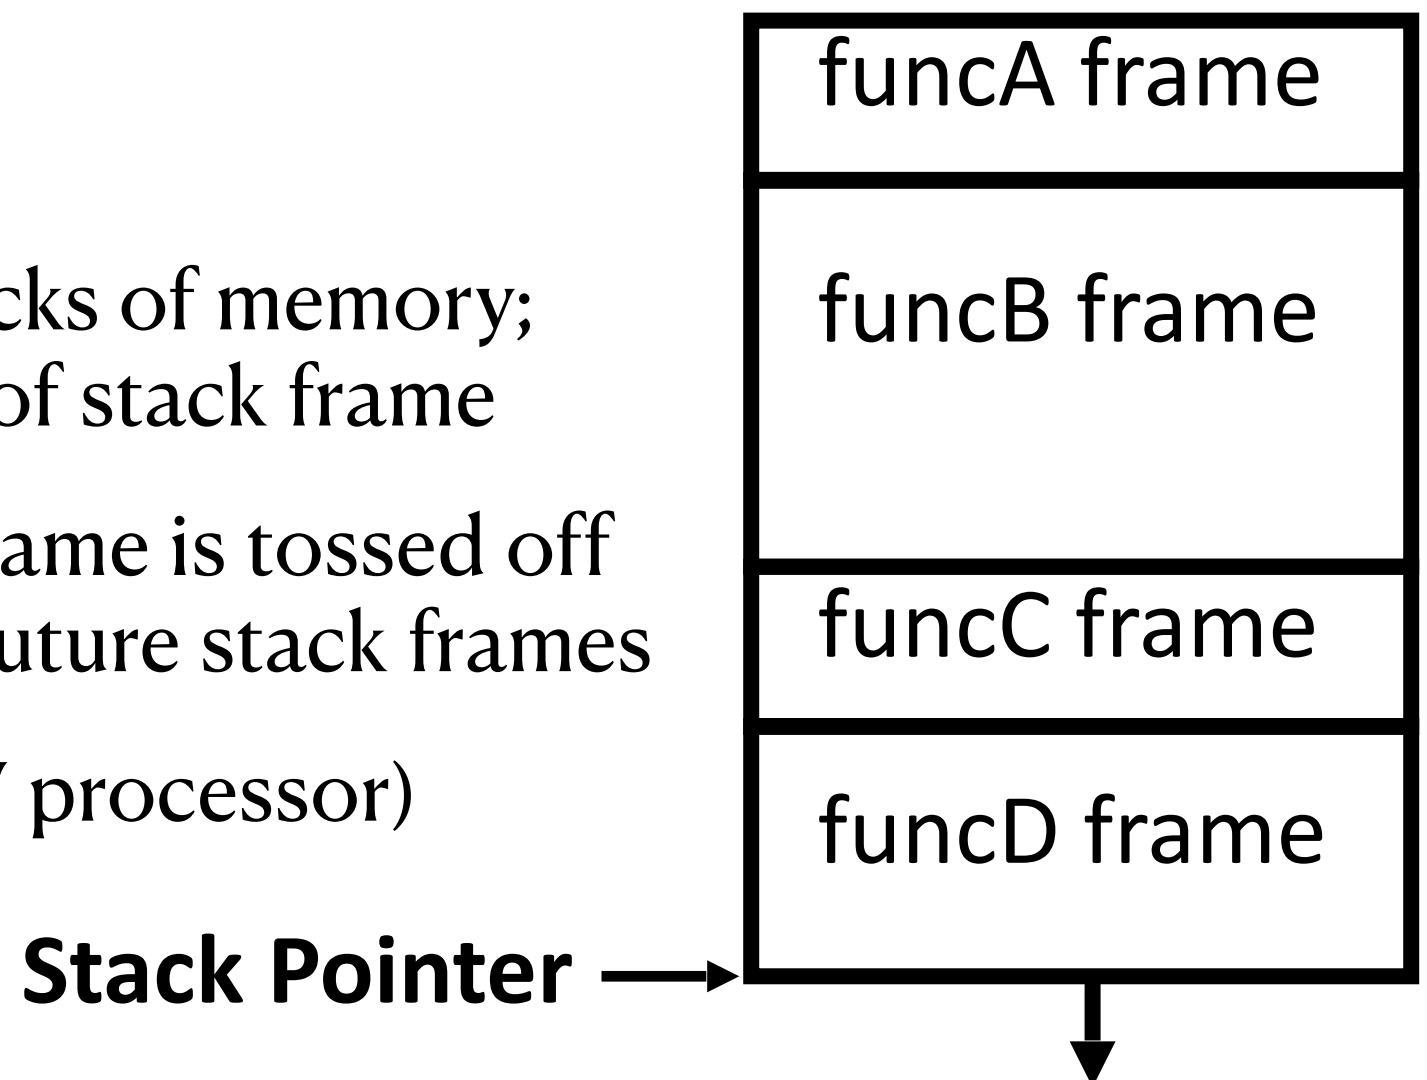 funcA frame
cks of memory;
of stack frame
funcB frame
ame is tossed off
uture stack frames
funcC frame
processor)
funcD frame
Stack Pointer